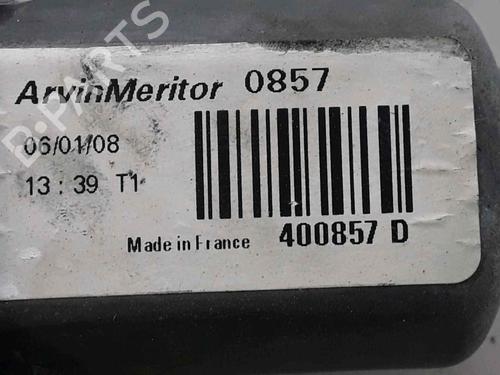 B-PARTS
ArvinMeritor 0857
06/01/08
13 : 39 T1
Made in France
400857 D